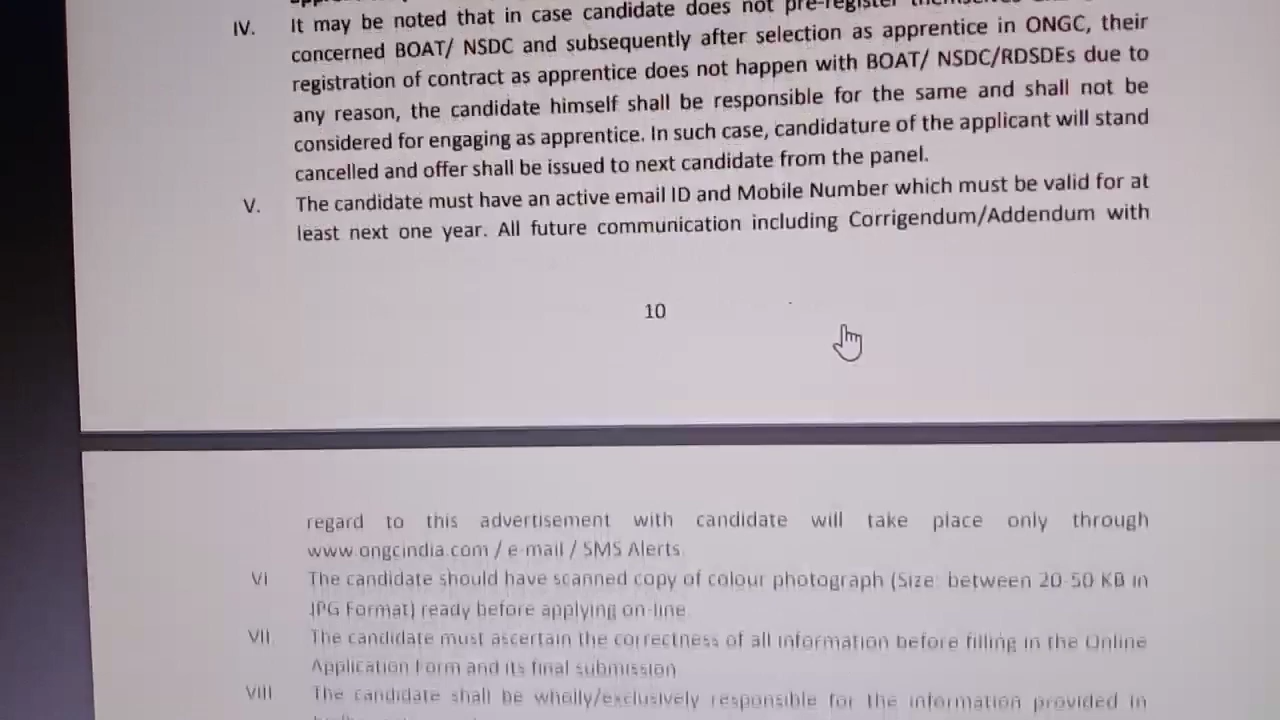 IV. It may be noted that in case candidate does not pre-register
concerned BOAT/ NSDC and subsequently after selection as apprentice in ONGC, their
registration of contract as apprentice does not happen with BOAT/ NSDC/RDSDEs due to
any reason, the candidate himself shall be responsible for the same and shall not be
considered for engaging as apprentice. In such case, candidature of the applicant will stand
cancelled and offer shall be issued to next candidate from the panel.
V. The candidate must have an active email ID and Mobile Number which must be valid for at
least next one year. All future communication including Corrigendum/Addendum with
10
regard to this advertisement with candidate will take place only through
www.ongcindia.com / e-mail / SMS Alerts
VI The candidate should have scanned copy of colour photograph (Size: between 20-50 KB in
JPG Format) ready before applying on-line
VII. The candidate must ascertain the correctness of all information before filling in the Online
Application Form and its final submission
VIII The candidate shall be wholly/exclusively responsible for the information provided in